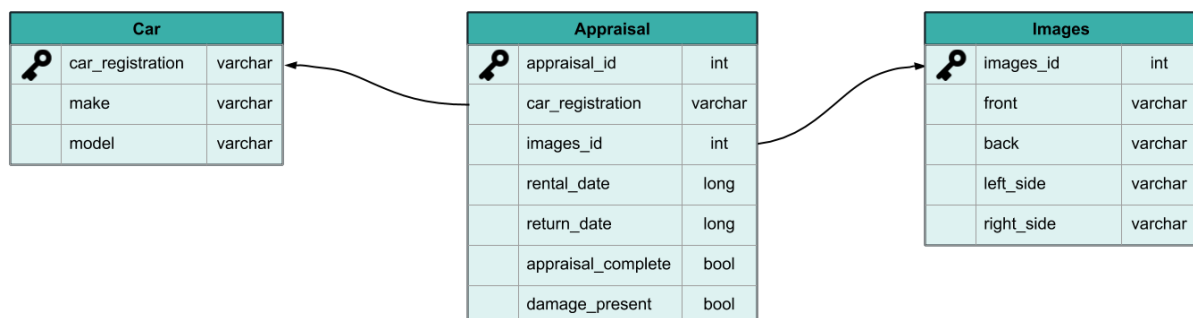 Car
car_registration varchar
make varchar
model varchar
Appraisal
appraisal_id int
car_registration varchar
images_id int
rental_date long
return_date long
appraisal_complete bool
damage_present bool
Images
images_id int
front varchar
back varchar
left_side varchar
right_side varchar